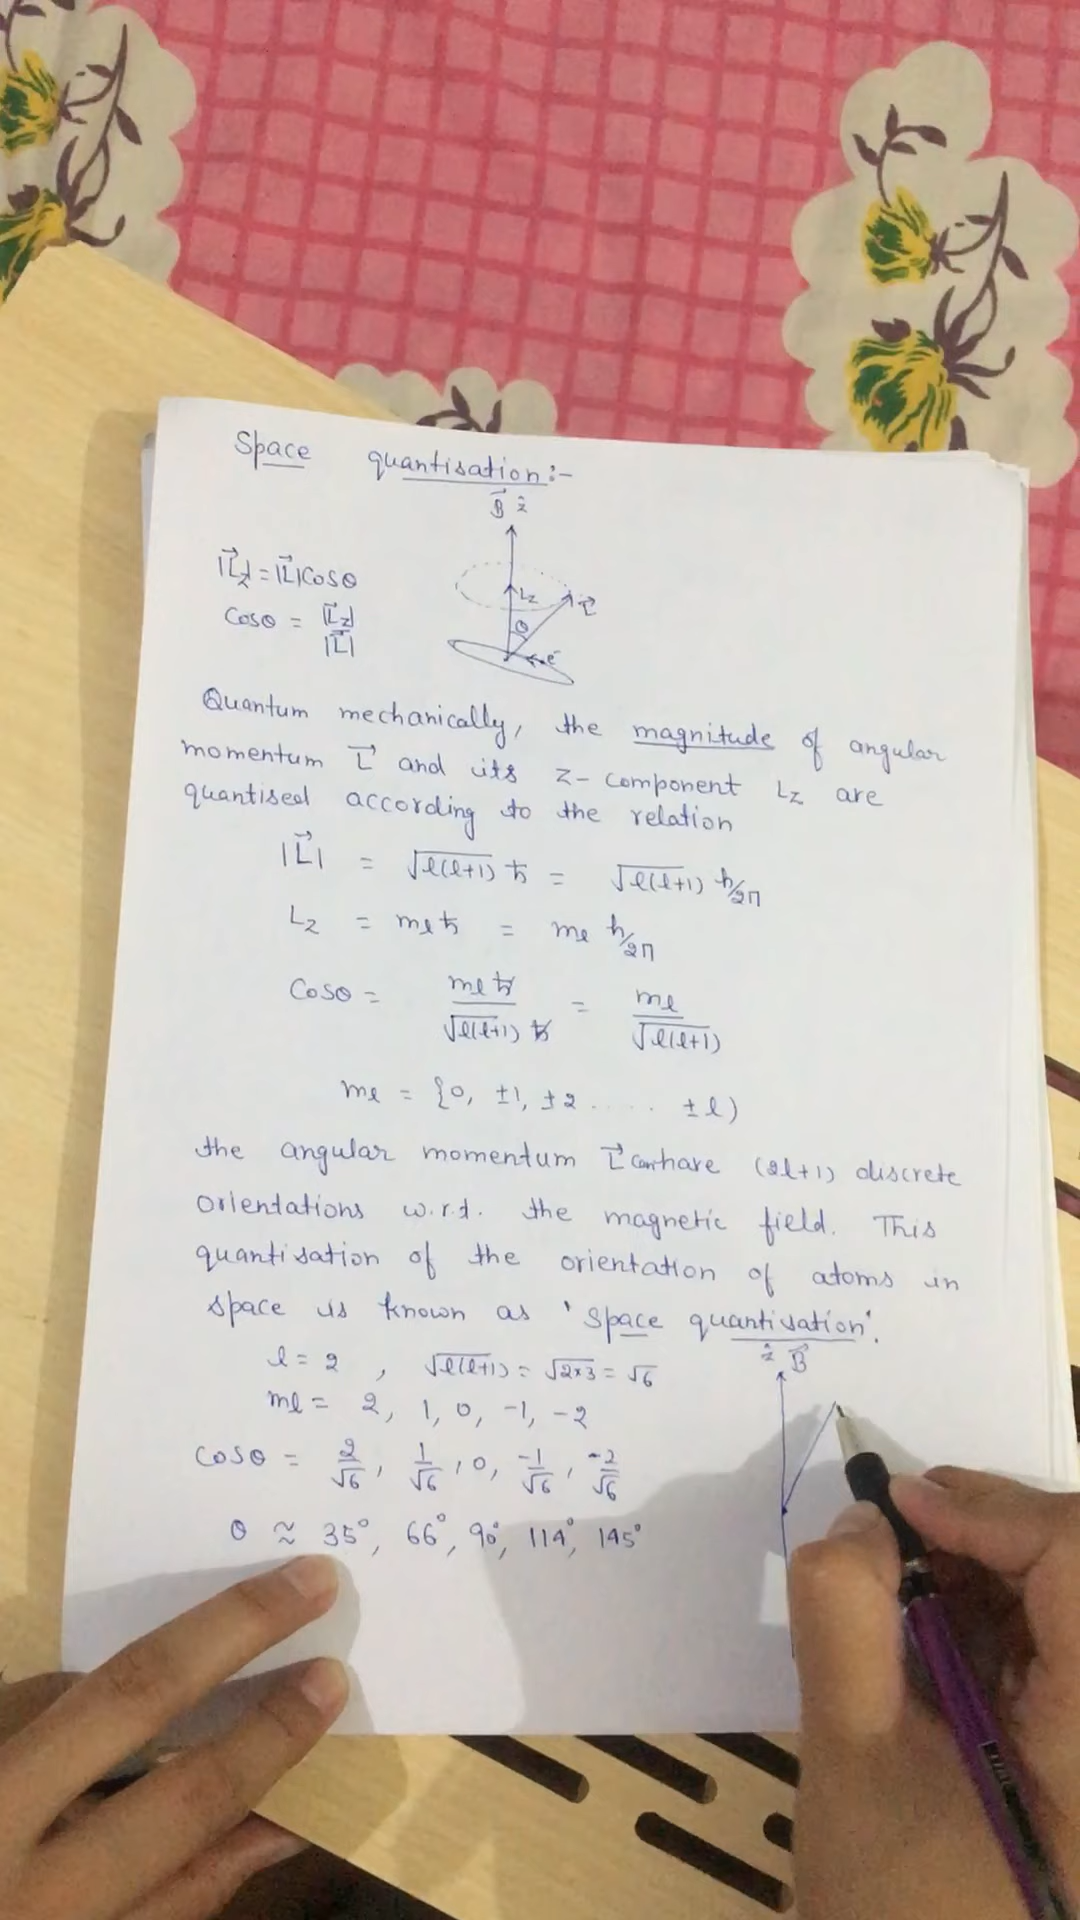 Space quantisation:-
B⃗ ẑ
|L⃗z| = |L⃗|Cosθ
Cosθ = |L⃗z| / |L⃗|
Lz
L⃗
θ
e⁻
Quantum mechanically, the magnitude of angular
momentum L⃗ and its z-component Lz are
quantised according to the relation
|L⃗| = √l(l+1) ħ = √l(l+1) h/2π
Lz = mlħ = ml h/2π
Cosθ = mlħ / √l(l+1) ħ = ml / √l(l+1)
ml = {0, ±1, ±2 ..... ±l)
the angular momentum L⃗ can have (2l+1) discrete
orientations w.r.t. the magnetic field. This
quantisation of the orientation of atoms in
space is known as 'space quantisation'.
l = 2 , √l(l+1) = √2×3 = √6
ẑ B⃗
ml = 2, 1, 0, -1, -2
Cosθ = 2/√6, 1/√6, 0, -1/√6, -2/√6
θ ≈ 35°, 66°, 90°, 114°, 145°